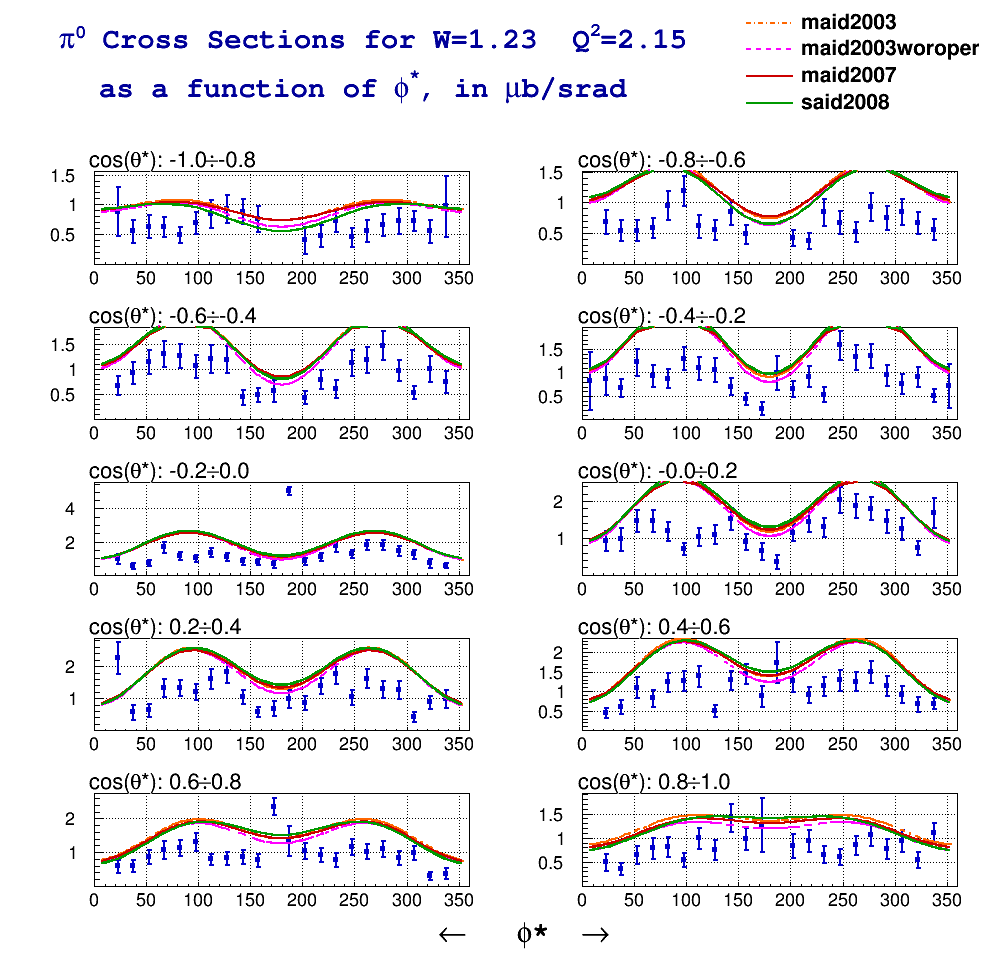 π⁰ Cross Sections for W=1.23 Q²=2.15
as a function of ϕ*, in μb/srad
maid2003
maid2003woroper
maid2007
said2008
cos(θ*): -1.0÷-0.8
1.5
1
0.5
0 50 100 150 200 250 300 350
cos(θ*): -0.8÷-0.6
1.5
1
0.5
0 50 100 150 200 250 300 350
cos(θ*): -0.6÷-0.4
1.5
1
0.5
0 50 100 150 200 250 300 350
cos(θ*): -0.4÷-0.2
1.5
1
0.5
0 50 100 150 200 250 300 350
cos(θ*): -0.2÷0.0
4
2
0 50 100 150 200 250 300 350
cos(θ*): -0.0÷0.2
2
1
0 50 100 150 200 250 300 350
cos(θ*): 0.2÷0.4
2
1
0 50 100 150 200 250 300 350
cos(θ*): 0.4÷0.6
2
1.5
1
0.5
0 50 100 150 200 250 300 350
cos(θ*): 0.6÷0.8
2
1
0 50 100 150 200 250 300 350
cos(θ*): 0.8÷1.0
1.5
1
0.5
0 50 100 150 200 250 300 350
← ϕ* →